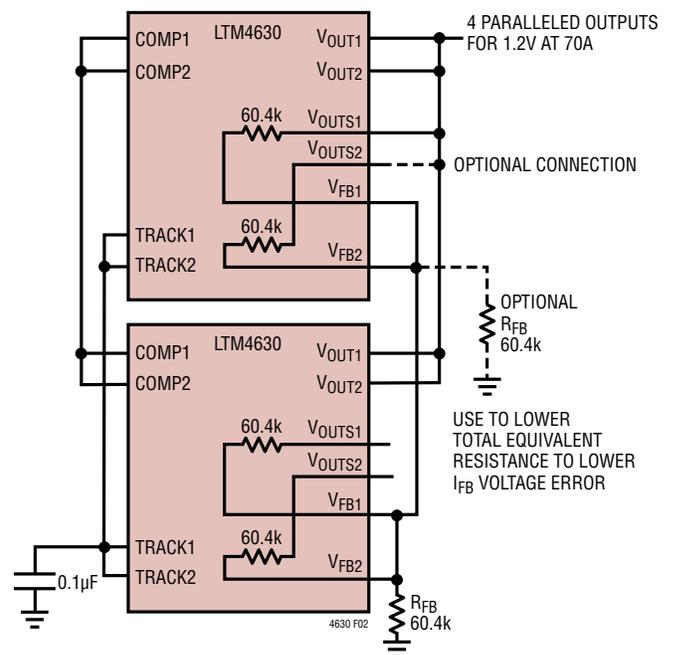 4 PARALLELED OUTPUTS
FOR 1.2V AT 70A
COMP1
LTM4630
VOUT1
COMP2
VOUT2
60.4k
VOUTS1
VOUTS2
OPTIONAL CONNECTION
VFB1
60.4k
TRACK1
VFB2
TRACK2
OPTIONAL
RFB
60.4k
COMP1
LTM4630
VOUT1
COMP2
VOUT2
USE TO LOWER
TOTAL EQUIVALENT
RESISTANCE TO LOWER
IFB VOLTAGE ERROR
60.4k
VOUTS1
VOUTS2
VFB1
60.4k
TRACK1
VFB2
TRACK2
0.1µF
RFB
60.4k
4630 F02